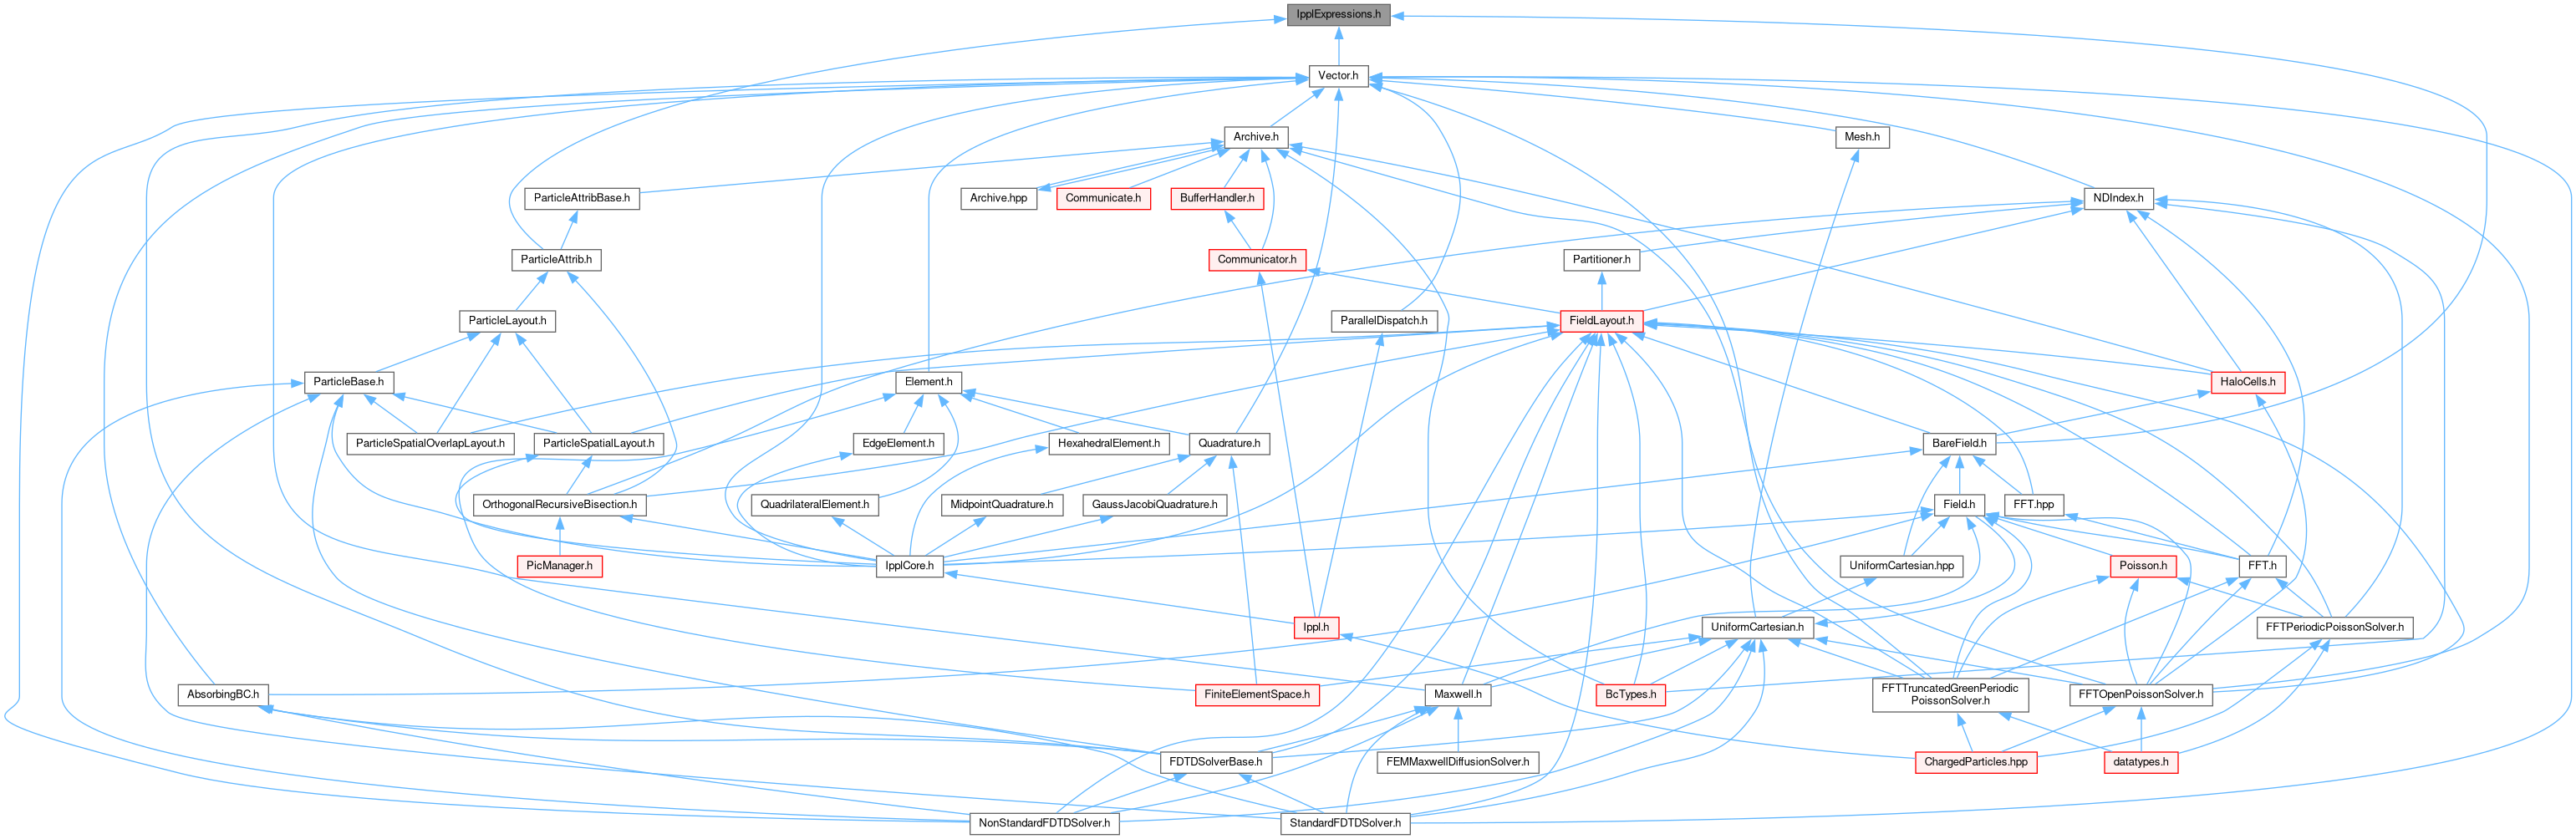 IpplExpressions.h
Vector.h
Archive.h
Mesh.h
ParticleAttribBase.h
Archive.hpp
Communicate.h
BufferHandler.h
NDIndex.h
ParticleAttrib.h
Communicator.h
Partitioner.h
ParticleLayout.h
ParallelDispatch.h
FieldLayout.h
ParticleBase.h
Element.h
HaloCells.h
ParticleSpatialOverlapLayout.h
ParticleSpatialLayout.h
EdgeElement.h
HexahedralElement.h
Quadrature.h
BareField.h
OrthogonalRecursiveBisection.h
QuadrilateralElement.h
MidpointQuadrature.h
GaussJacobiQuadrature.h
Field.h
FFT.hpp
PicManager.h
IpplCore.h
UniformCartesian.hpp
Poisson.h
FFT.h
Ippl.h
UniformCartesian.h
FFTPeriodicPoissonSolver.h
AbsorbingBC.h
FiniteElementSpace.h
Maxwell.h
BcTypes.h
FFTTruncatedGreenPeriodic
PoissonSolver.h
FFTOpenPoissonSolver.h
FDTDSolverBase.h
FEMMaxwellDiffusionSolver.h
ChargedParticles.hpp
datatypes.h
NonStandardFDTDSolver.h
StandardFDTDSolver.h